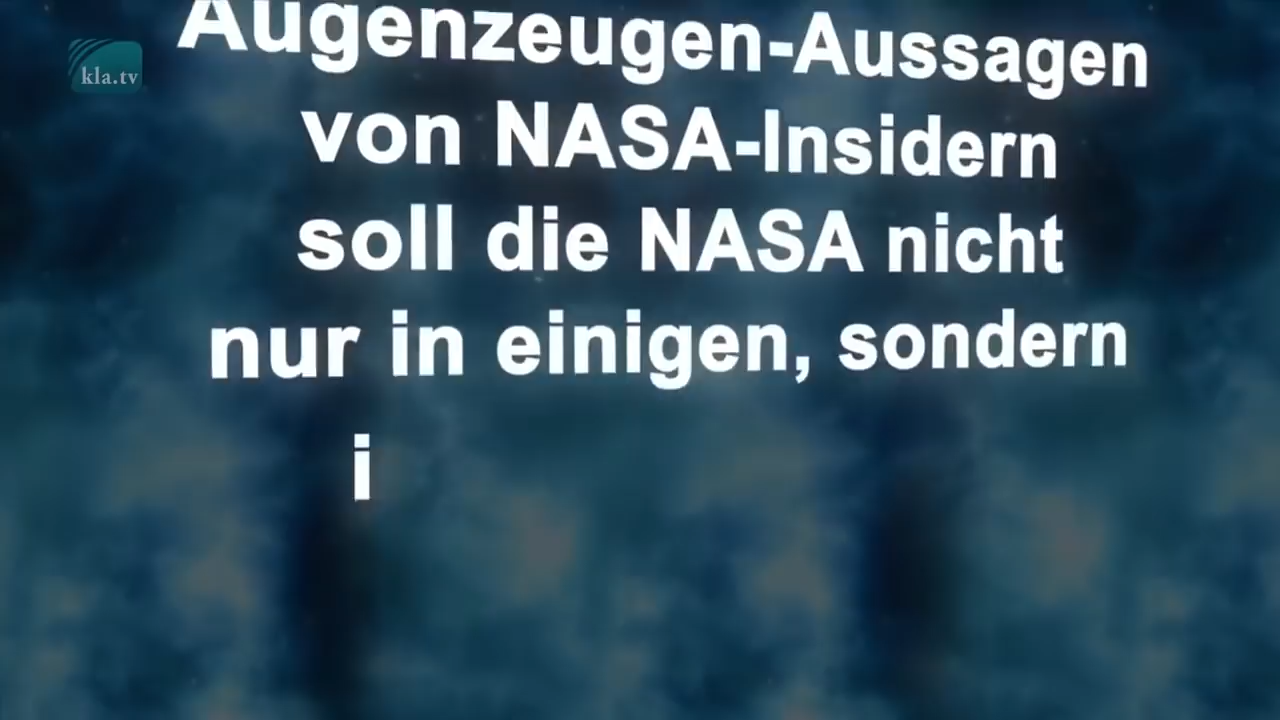 Augenzeugen-Aussagen
kla.tv
von NASA-Insidern
soll die NASA nicht
nur in einigen, sondern
i